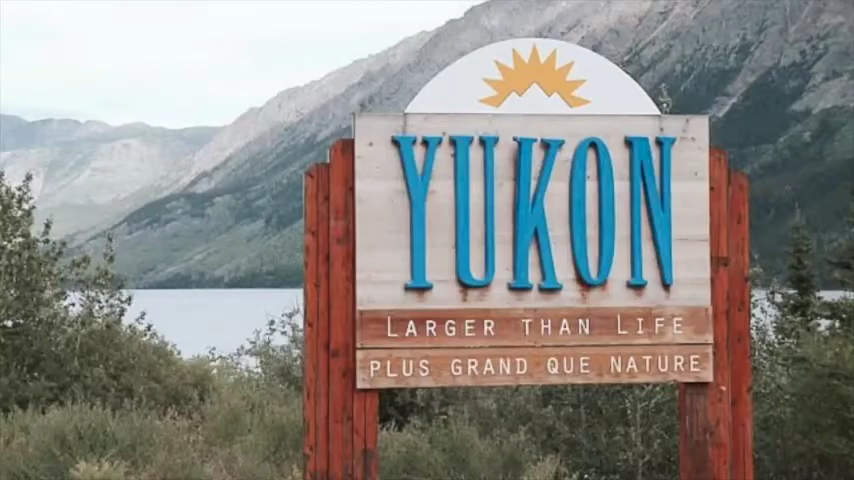 YUKON
LARGER THAN LIFE
PLUS GRAND QUE NATURE